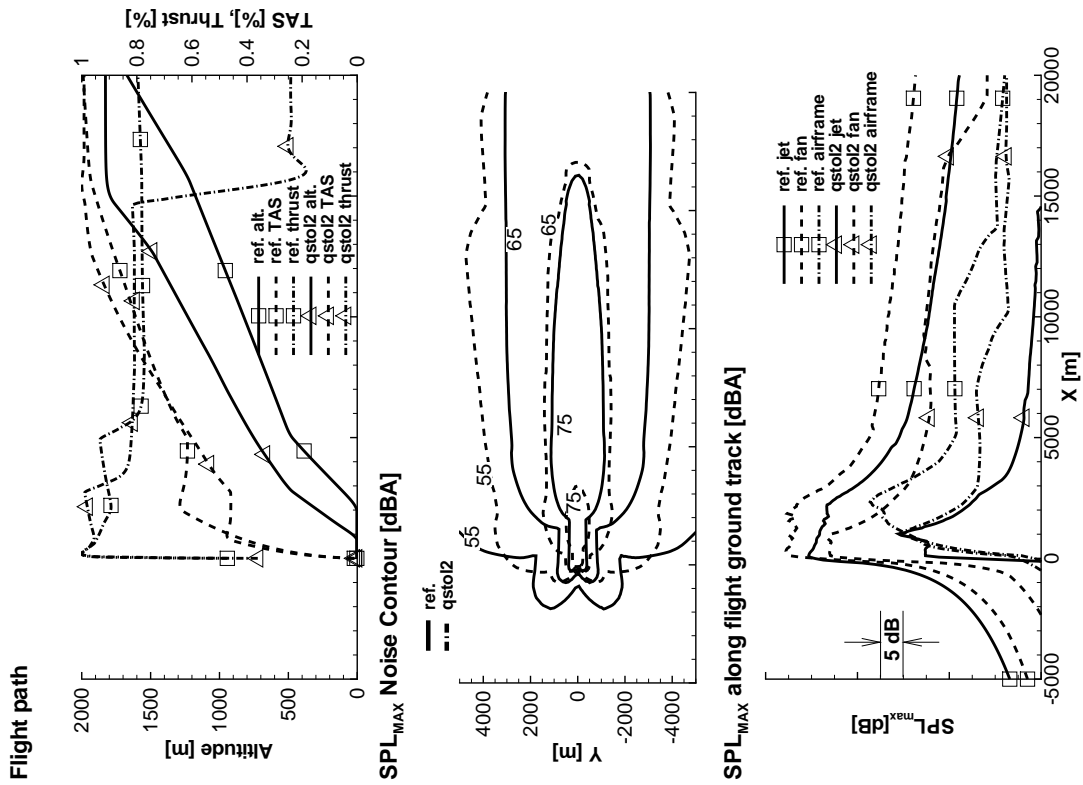 Flight path
Altitude [m]
2000
1500
1000
500
0
TAS [%], Thrust [%]
1
0.8
0.6
0.4
0.2
0
ref. alt.
ref. TAS
ref. thrust
qstol2 alt.
qstol2 TAS
qstol2 thrust
SPLMAX Noise Contour [dBA]
ref.
qstol2
Y [m]
4000
2000
0
-2000
-4000
55
55
65
65
75
75
SPLMAX along flight ground track [dBA]
SPLmax[dB]
5 dB
ref. jet
ref. fan
ref. airframe
qstol2 jet
qstol2 fan
qstol2 airframe
-5000
0
5000
10000
15000
20000
X [m]